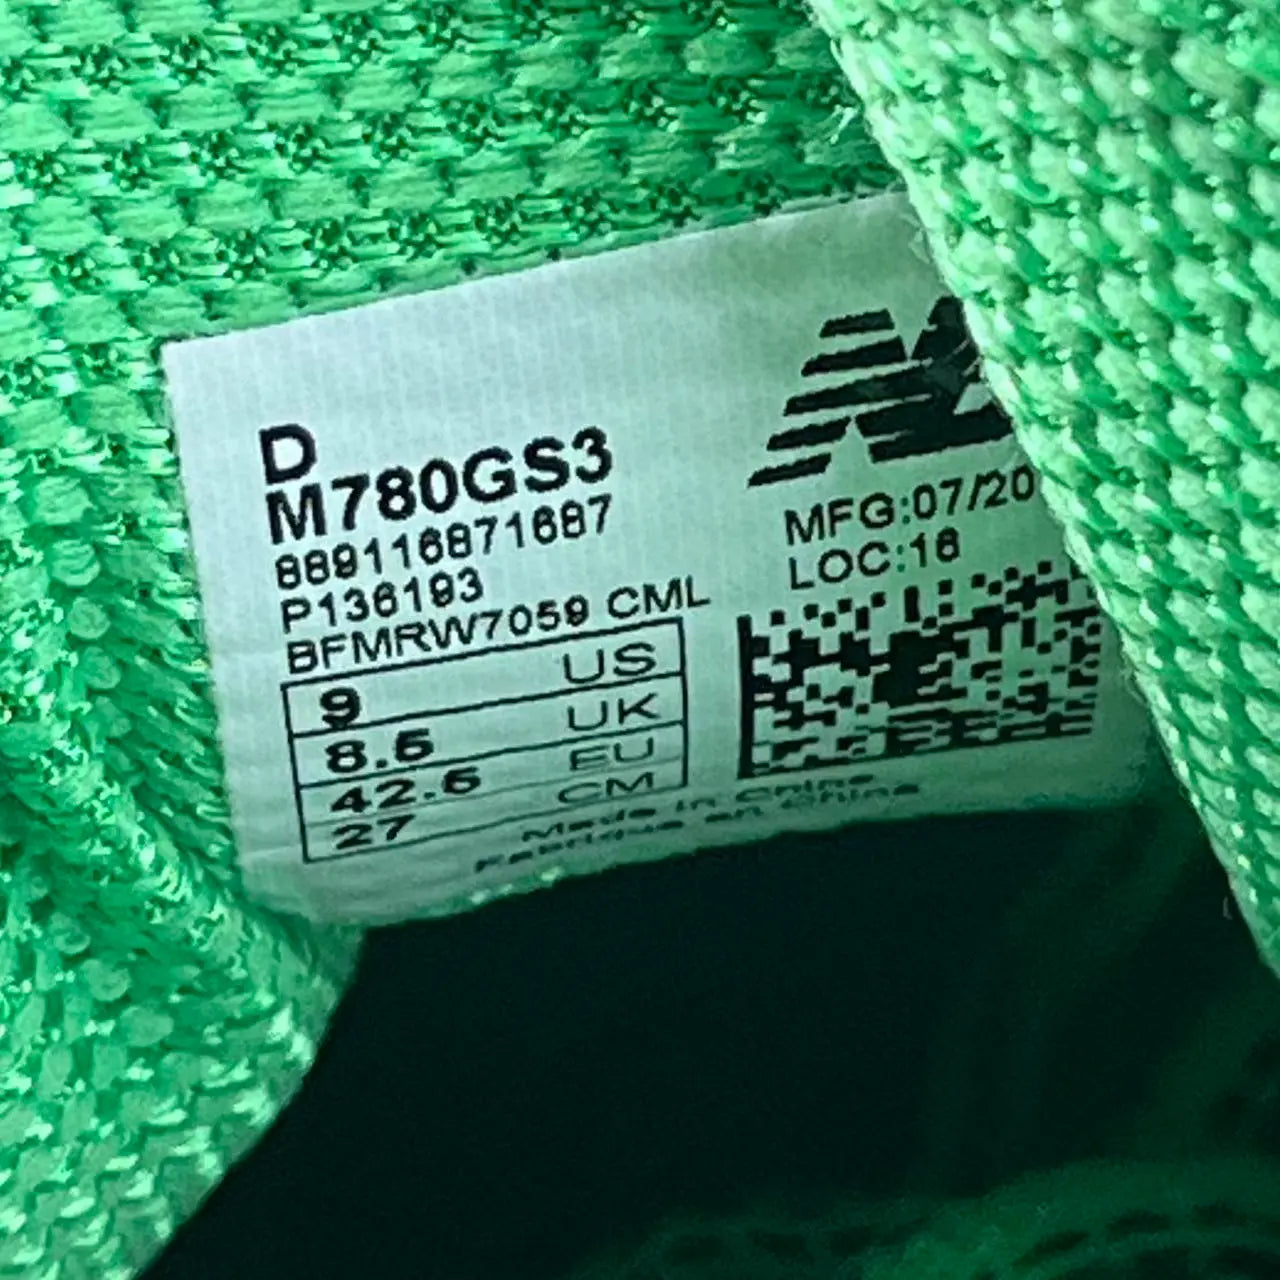 D
M780GS3
889116871687
P136193
BFMRW7059 CML
9 US
8.5 UK
42.5 EU
27 CM
MFG:07/20
LOC:16
Made in China
Fabriqué en Chine